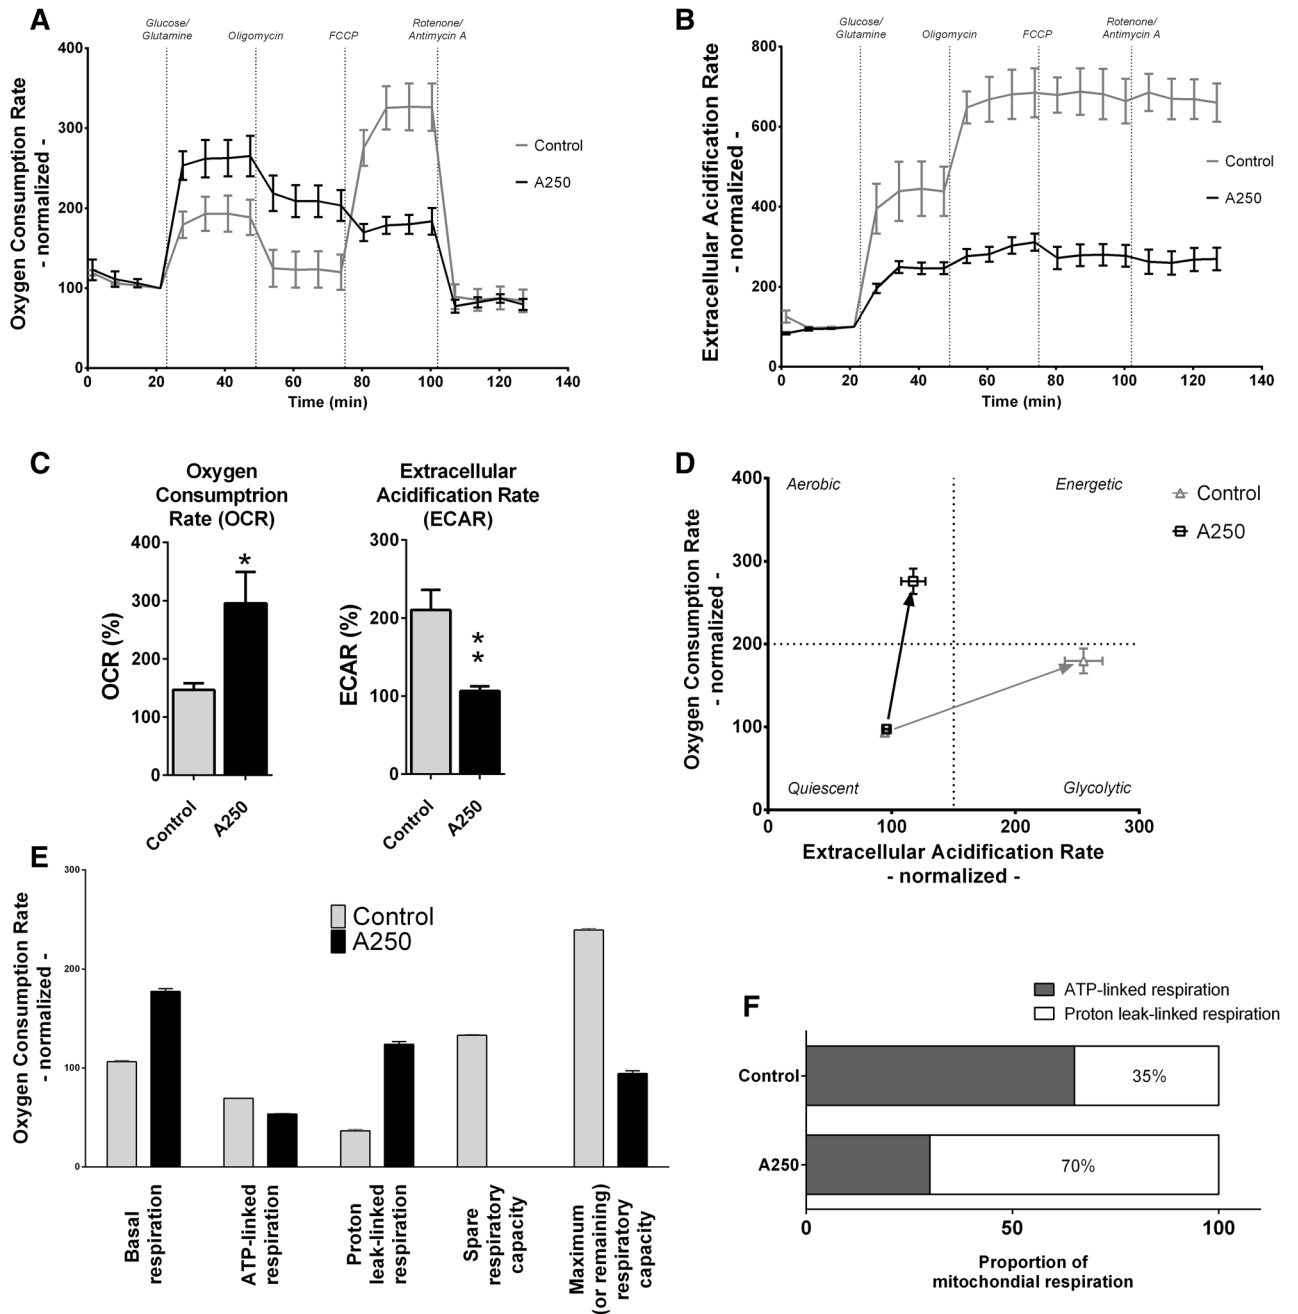 A
Glucose/
Glutamine
Oligomycin
FCCP
Rotenone/
Antimycin A
Oxygen Consumption Rate
- normalized -
400
300
200
100
0
0 20 40 60 80 100 120 140
Time (min)
Control
A250
B
Glucose/
Glutamine
Oligomycin
FCCP
Rotenone/
Antimycin A
Extracellular Acidification Rate
- normalized -
800
600
400
200
0
0 20 40 60 80 100 120 140
Time (min)
Control
A250
C
Oxygen
Consumptrion
Rate (OCR)
OCR (%)
400
300
200
100
0
*
Control
A250
Extracellular
Acidification Rate
(ECAR)
ECAR (%)
300
200
100
0
*
*
Control
A250
D
Oxygen Consumption Rate
- normalized -
400
300
200
100
0
Aerobic
Energetic
Quiescent
Glycolytic
0 100 200 300
Extracellular Acidification Rate
- normalized -
Control
A250
E
Oxygen Consumption Rate
- normalized -
300
200
100
0
Control
A250
Basal
respiration
ATP-linked
respiration
Proton
leak-linked
respiration
Spare
respiratory
capacity
Maximum
(or remaining)
respiratory
capacity
F
ATP-linked respiration
Proton leak-linked respiration
Control
35%
A250
70%
0 50 100
Proportion of
mitochondial respiration